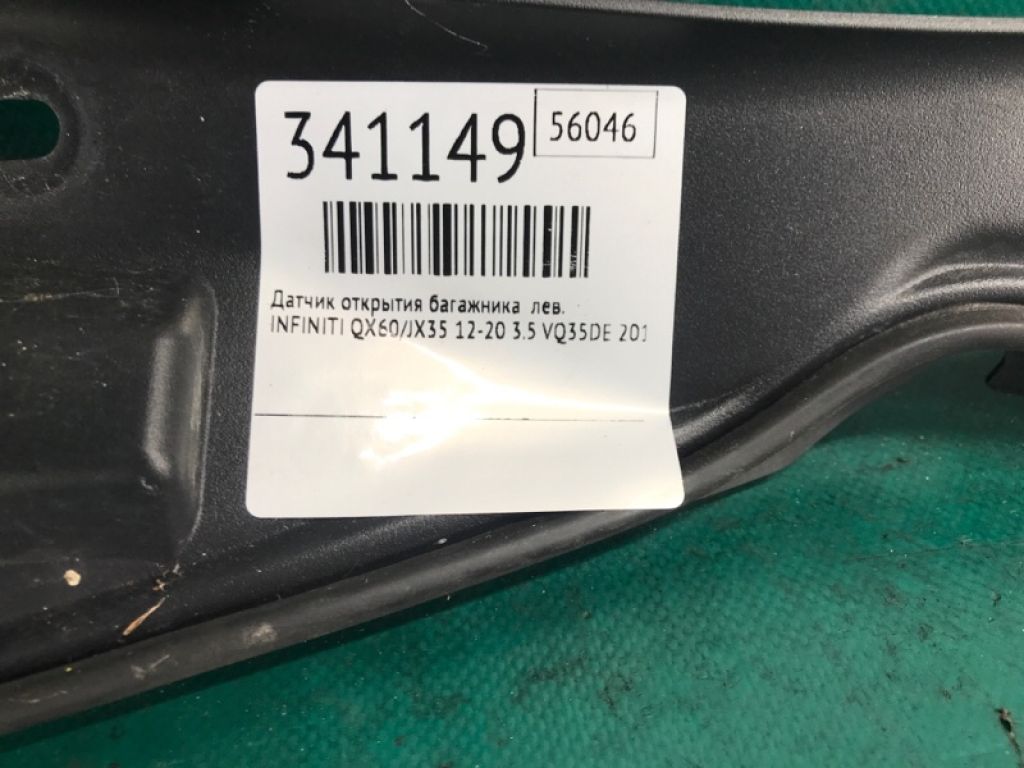 341149
56046
Датчик открытия багажника лев.
INFINITI QX60/JX35 12-20 3.5 VQ35DE 201